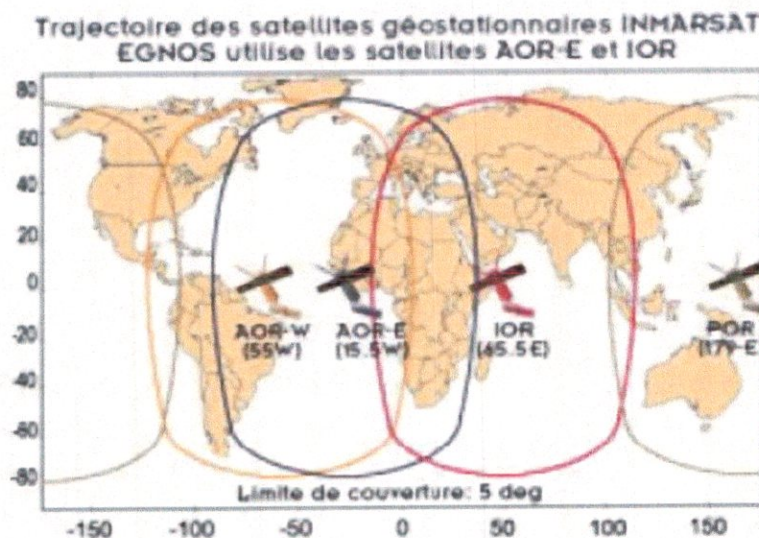 Trajectoire des satellites géostationnaires INMARSAT
EGNOS utilise les satellites AOR-E et IOR
80
60
40
20
0
-20
-40
-60
-80
AOR-W
(55W)
AOR-E
(15.5W)
IOR
(65.5E)
POR
(179-E
Limite de couverture: 5 deg
-150
-100
-50
0
50
100
150